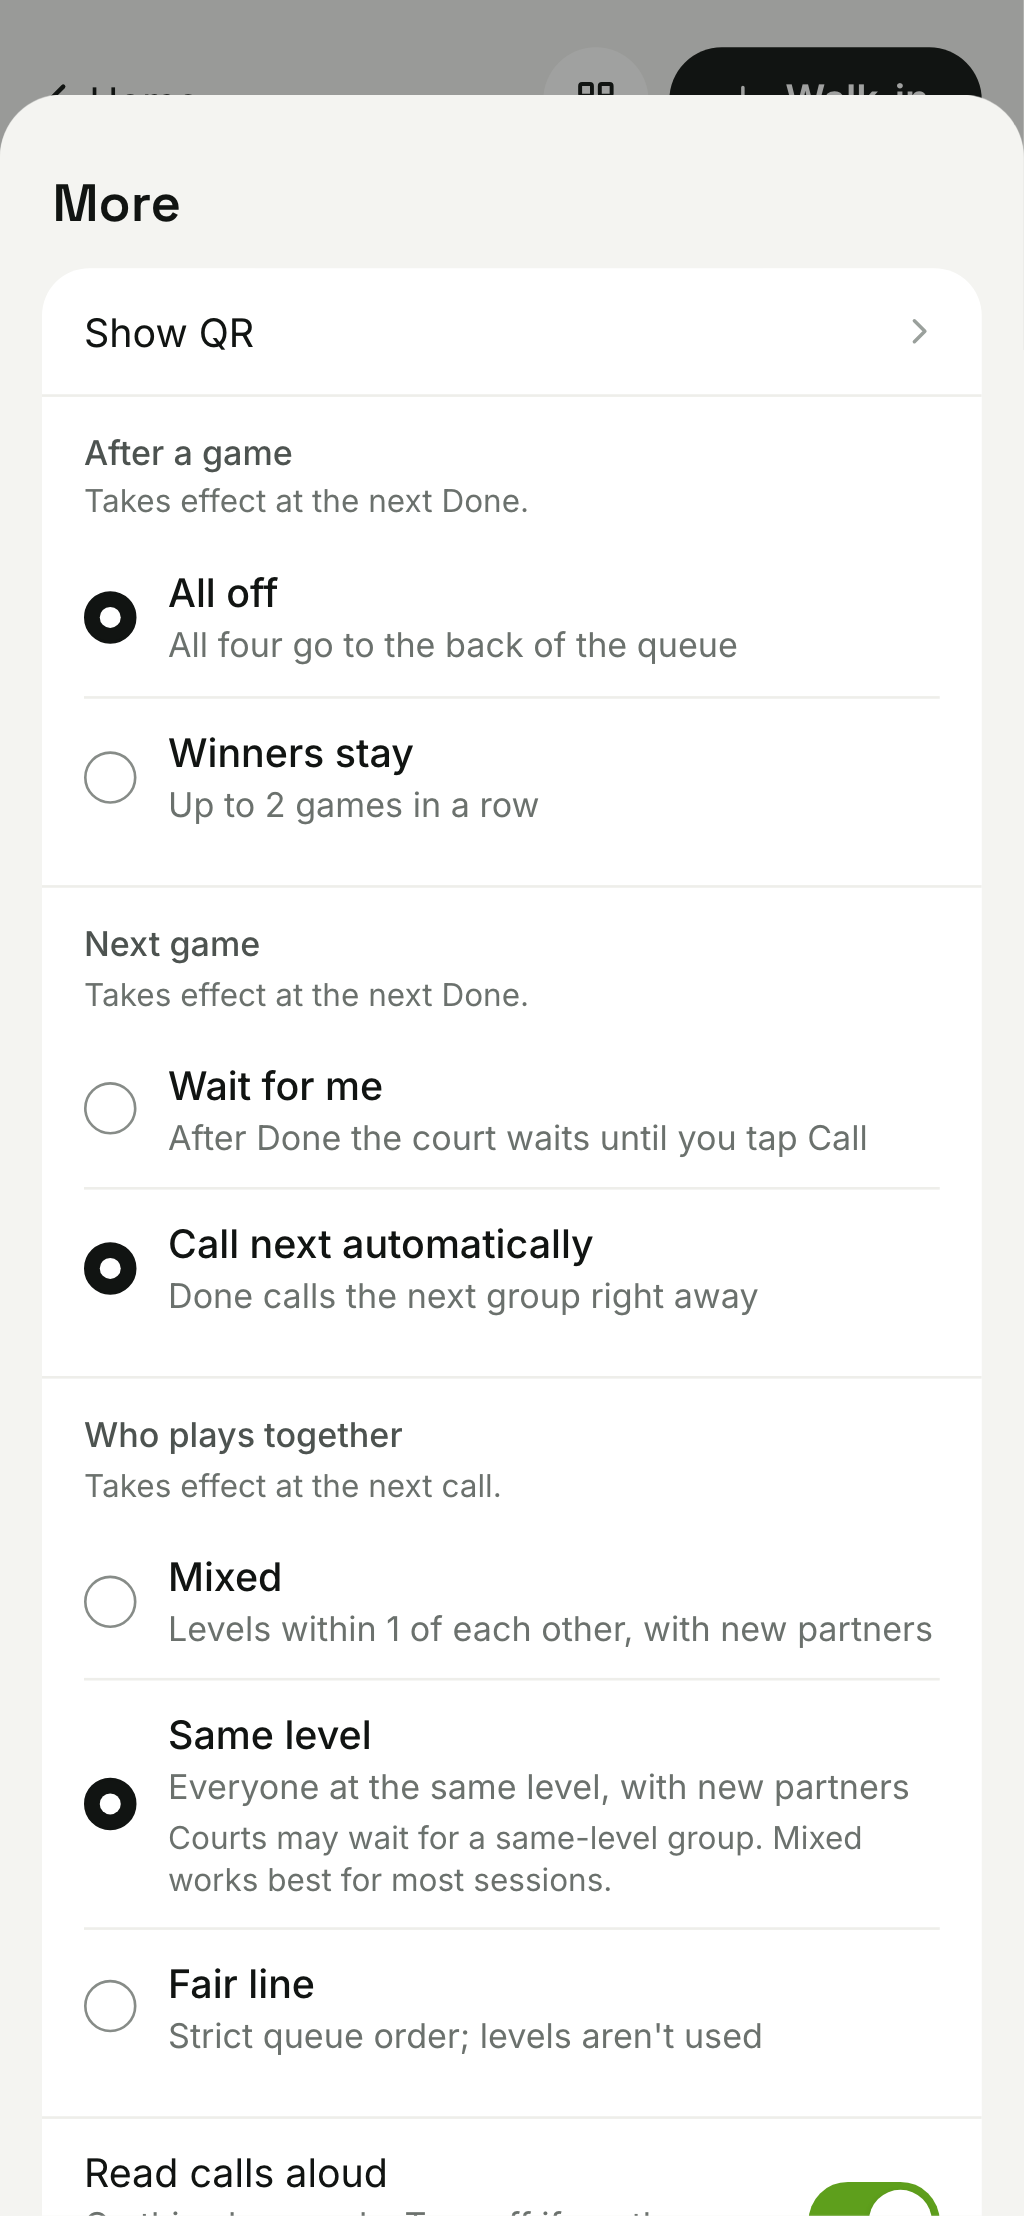 Home
Walk-in
More
Show QR
After a game
Takes effect at the next Done.
All off
All four go to the back of the queue
Winners stay
Up to 2 games in a row
Next game
Takes effect at the next Done.
Wait for me
After Done the court waits until you tap Call
Call next automatically
Done calls the next group right away
Who plays together
Takes effect at the next call.
Mixed
Levels within 1 of each other, with new partners
Same level
Everyone at the same level, with new partners
Courts may wait for a same-level group. Mixed
works best for most sessions.
Fair line
Strict queue order; levels aren't used
Read calls aloud